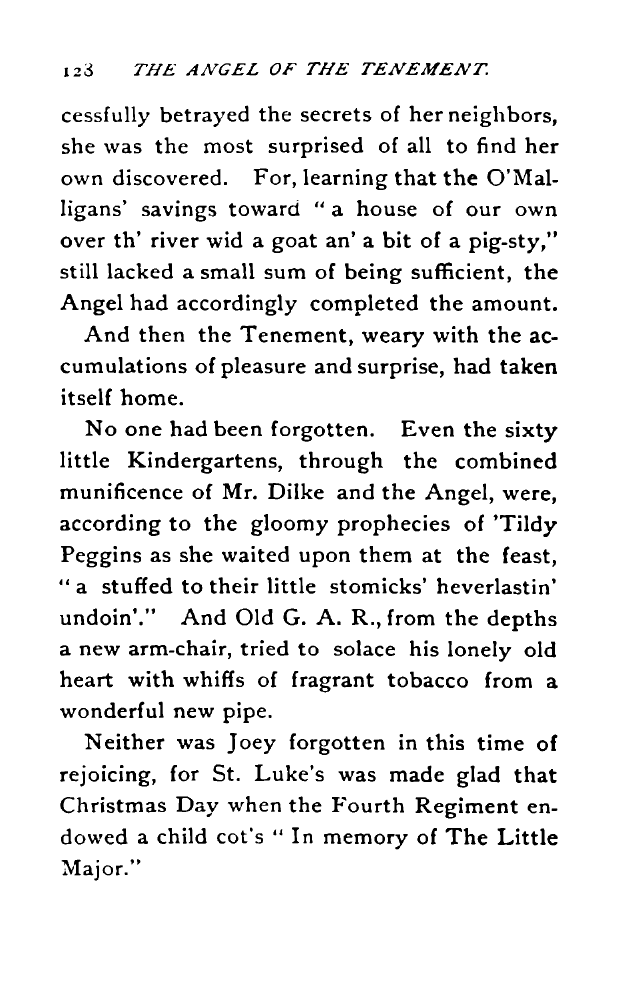 128 THE ANGEL OF THE TENEMENT.
cessfully betrayed the secrets of her neighbors,
she was the most surprised of all to find her
own discovered. For, learning that the O'Mal-
ligans' savings toward " a house of our own
over th' river wid a goat an' a bit of a pig-sty,"
still lacked a small sum of being sufficient, the
Angel had accordingly completed the amount.
And then the Tenement, weary with the ac-
cumulations of pleasure and surprise, had taken
itself home.
No one had been forgotten. Even the sixty
little Kindergartens, through the combined
munificence of Mr. Dilke and the Angel, were,
according to the gloomy prophecies of 'Tildy
Peggins as she waited upon them at the feast,
" a stuffed to their little stomicks' heverlastin'
undoin'." And Old G. A. R., from the depths
a new arm-chair, tried to solace his lonely old
heart with whiffs of fragrant tobacco from a
wonderful new pipe.
Neither was Joey forgotten in this time of
rejoicing, for St. Luke's was made glad that
Christmas Day when the Fourth Regiment en-
dowed a child cot's " In memory of The Little
Major."